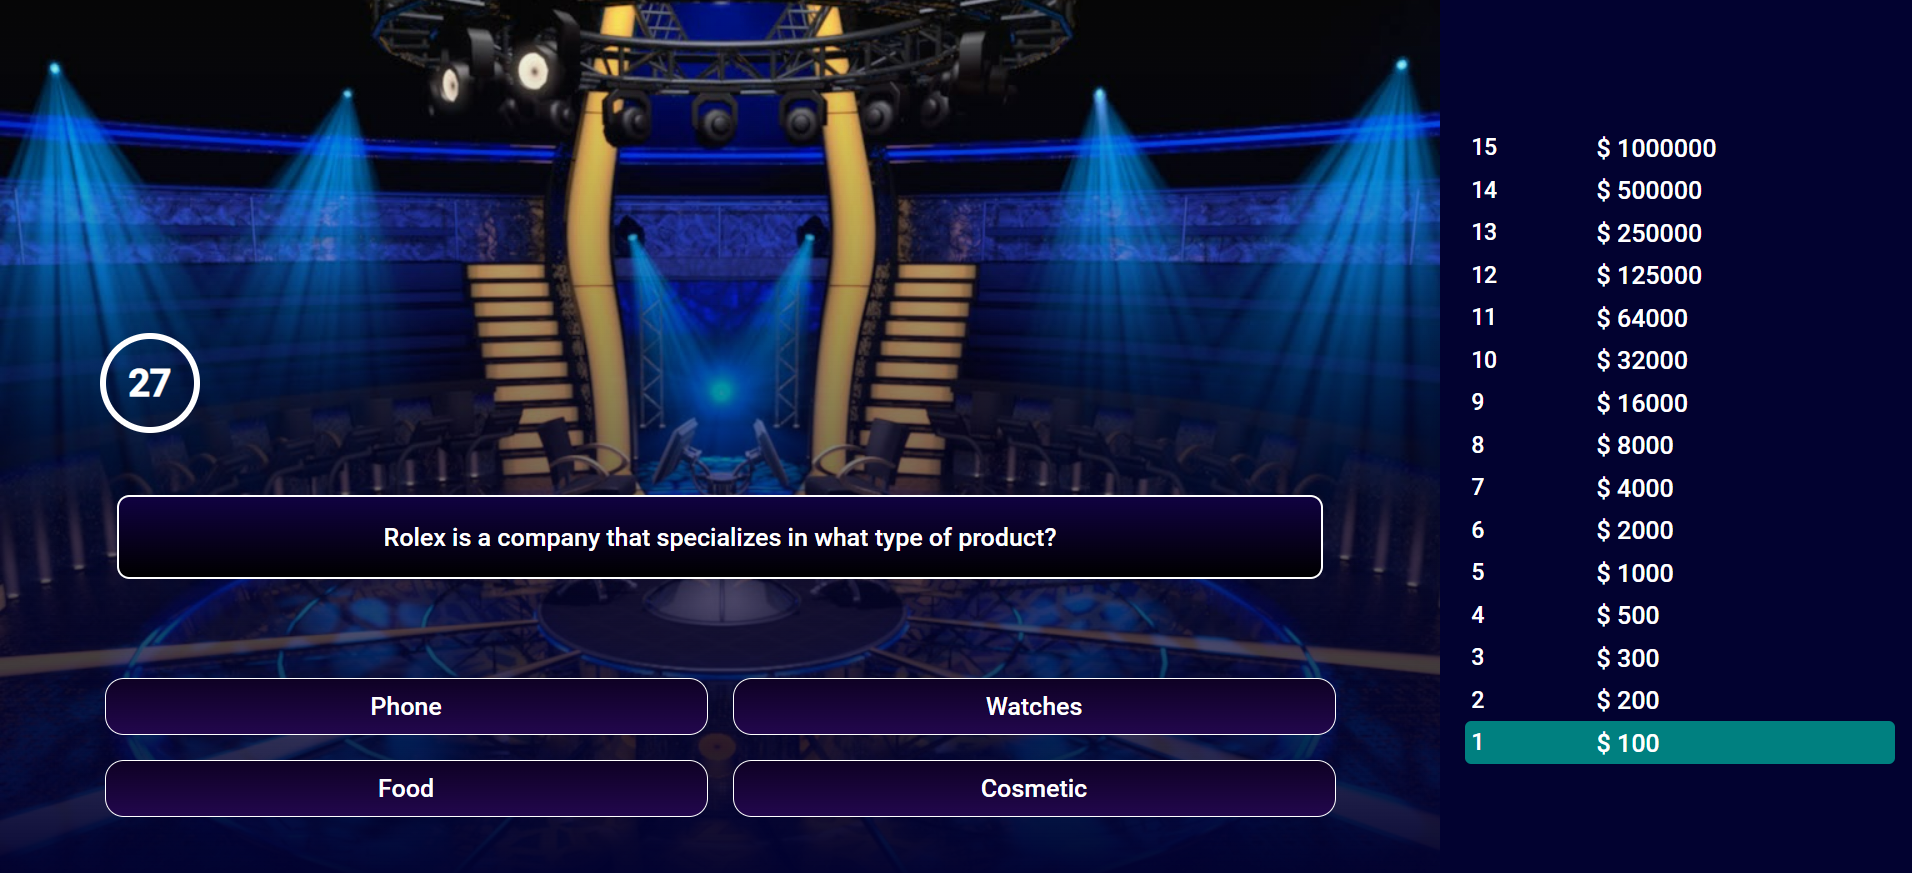 27
Rolex is a company that specializes in what type of product?
Phone
Watches
Food
Cosmetic
15 $ 1000000
14 $ 500000
13 $ 250000
12 $ 125000
11 $ 64000
10 $ 32000
9 $ 16000
8 $ 8000
7 $ 4000
6 $ 2000
5 $ 1000
4 $ 500
3 $ 300
2 $ 200
1 $ 100